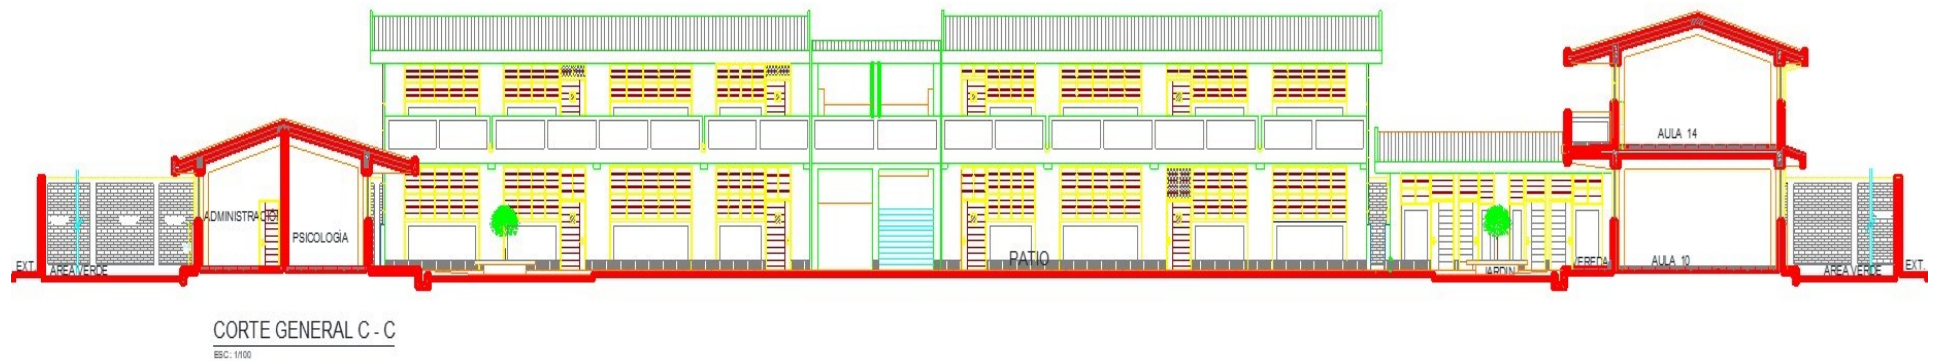 AULA 14
ADMINISTRACIÓN
PSICOLOGÍA
PATIO
EXT.
AREA VERDE
JARDIN
VEREDA
AULA 10
AREA VERDE
EXT.
CORTE GENERAL C - C
ESC: 1/100